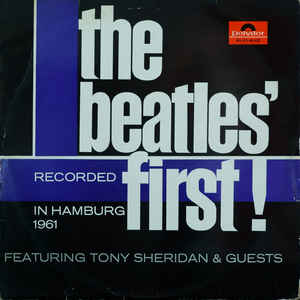 Polydor
the
beatles'
first!
RECORDED
IN HAMBURG
1961
FEATURING TONY SHERIDAN & GUESTS